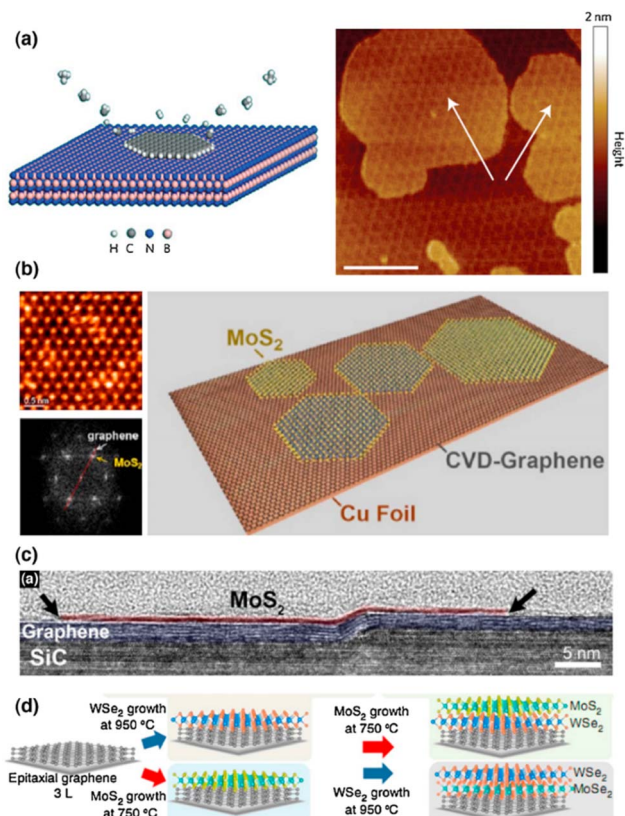 (a)
2 nm
Height
0
H C N B
(b)
0.5 nm
graphene
MoS2
MoS2
CVD-Graphene
Cu Foil
(c)
(a)
MoS2
Graphene
SiC
5 nm
(d)
WSe2 growth
at 950 ºC
Epitaxial graphene
3 L
MoS2 growth
at 750 ºC
MoS2 growth
at 750 ºC
WSe2 growth
at 950 ºC
MoS2
WSe2
WSe2
MoSe2